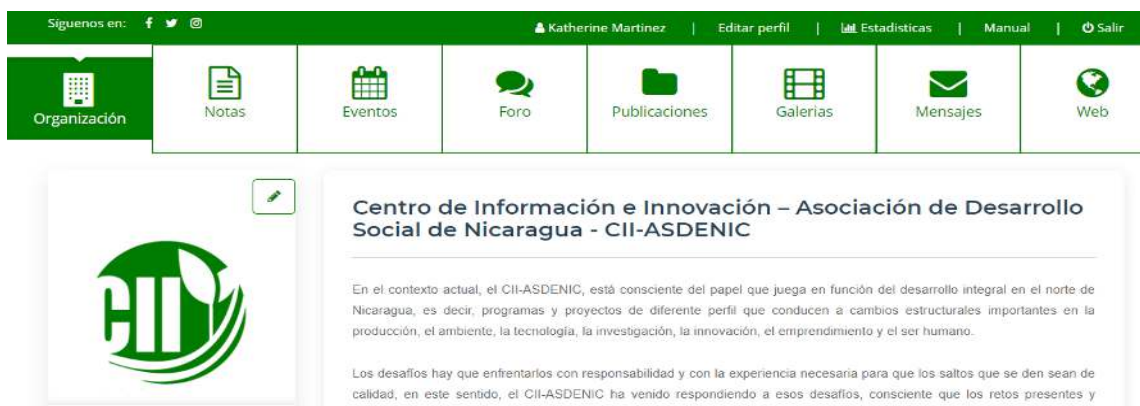 Síguenos en:
Katherine Martinez | Editar perfil | Estadisticas | Manual | Salir
Organización
Notas
Eventos
Foro
Publicaciones
Galerias
Mensajes
Web
CII
Centro de Información e Innovación – Asociación de Desarrollo
Social de Nicaragua - CII-ASDENIC
En el contexto actual, el CII-ASDENIC, está consciente del papel que juega en función del desarrollo integral en el norte de
Nicaragua, es decir, programas y proyectos de diferente perfil que conducen a cambios estructurales importantes en la
producción, el ambiente, la tecnología, la investigación, la innovación, el emprendimiento y el ser humano.
Los desafíos hay que enfrentarlos con responsabilidad y con la experiencia necesaria para que los saltos que se den sean de
calidad, en este sentido, el CII-ASDENIC ha venido respondiendo a esos desafíos, consciente que los retos presentes y